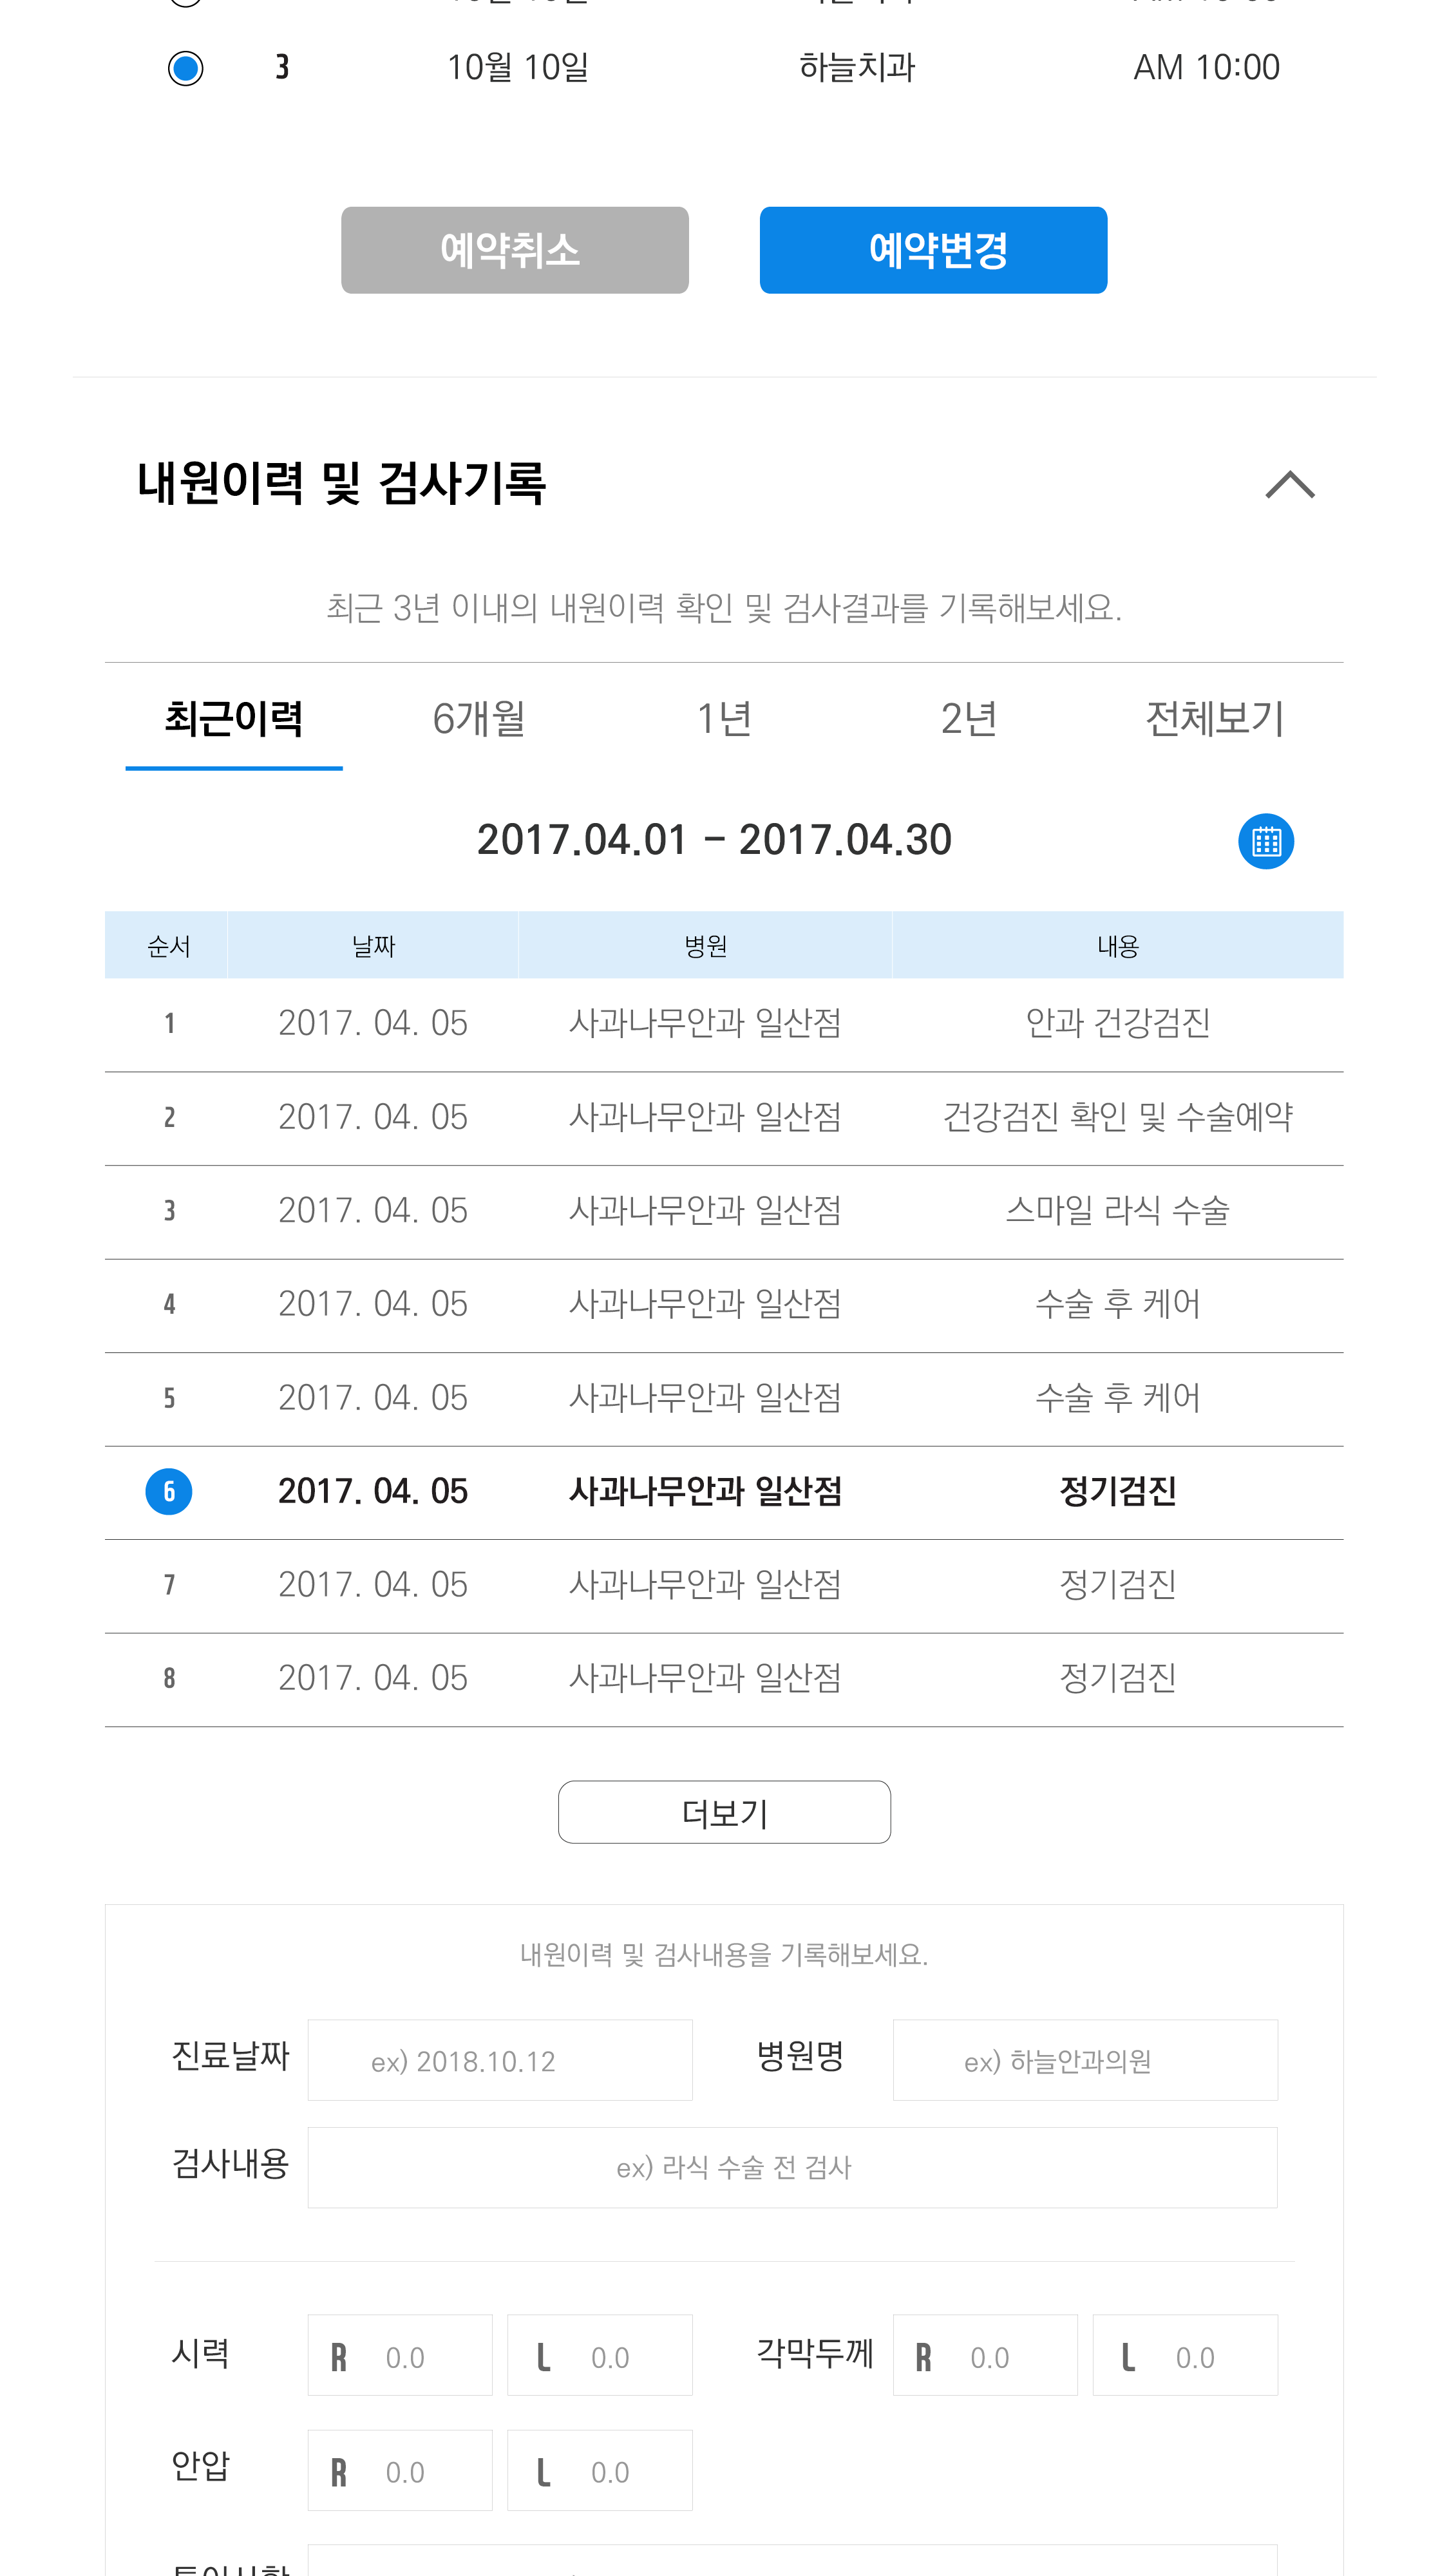 3 10월 10일 하늘치과 AM 10:00
예약취소 예약변경
내원이력 및 검사기록
최근 3년 이내의 내원이력 확인 및 검사결과를 기록해보세요.
최근이력 6개월 1년 2년 전체보기
2017.04.01 – 2017.04.30
순서 날짜 병원 내용
1 2017. 04. 05 사과나무안과 일산점 안과 건강검진
2 2017. 04. 05 사과나무안과 일산점 건강검진 확인 및 수술예약
3 2017. 04. 05 사과나무안과 일산점 스마일 라식 수술
4 2017. 04. 05 사과나무안과 일산점 수술 후 케어
5 2017. 04. 05 사과나무안과 일산점 수술 후 케어
6 2017. 04. 05 사과나무안과 일산점 정기검진
7 2017. 04. 05 사과나무안과 일산점 정기검진
8 2017. 04. 05 사과나무안과 일산점 정기검진
더보기
내원이력 및 검사내용을 기록해보세요.
진료날짜 ex) 2018.10.12 병원명 ex) 하늘안과의원
검사내용 ex) 라식 수술 전 검사
시력 R 0.0 L 0.0 각막두께 R 0.0 L 0.0
안압 R 0.0 L 0.0